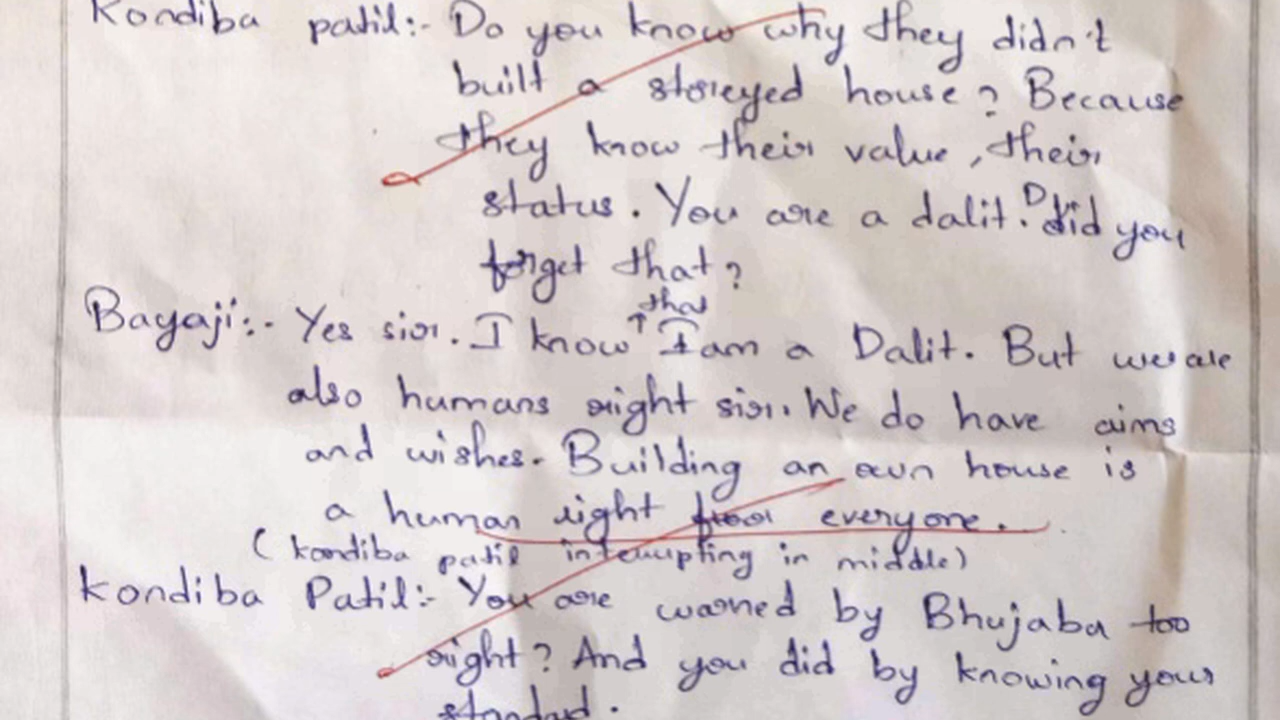 Kondiba patil:- Do you know why they didn't
built a storeyed house? Because
they know their value, their
status. You are a dalit. Did you
forget that?
that
Bayaji:- Yes sir. I know I am a Dalit. But we are
also humans right sir. We do have aims
and wishes. Building an own house is
a human right for everyone.
(kondiba patil interrupting in middle)
Kondiba Patil:- You are warned by Bhujaba too
right? And you did by knowing your
standard.